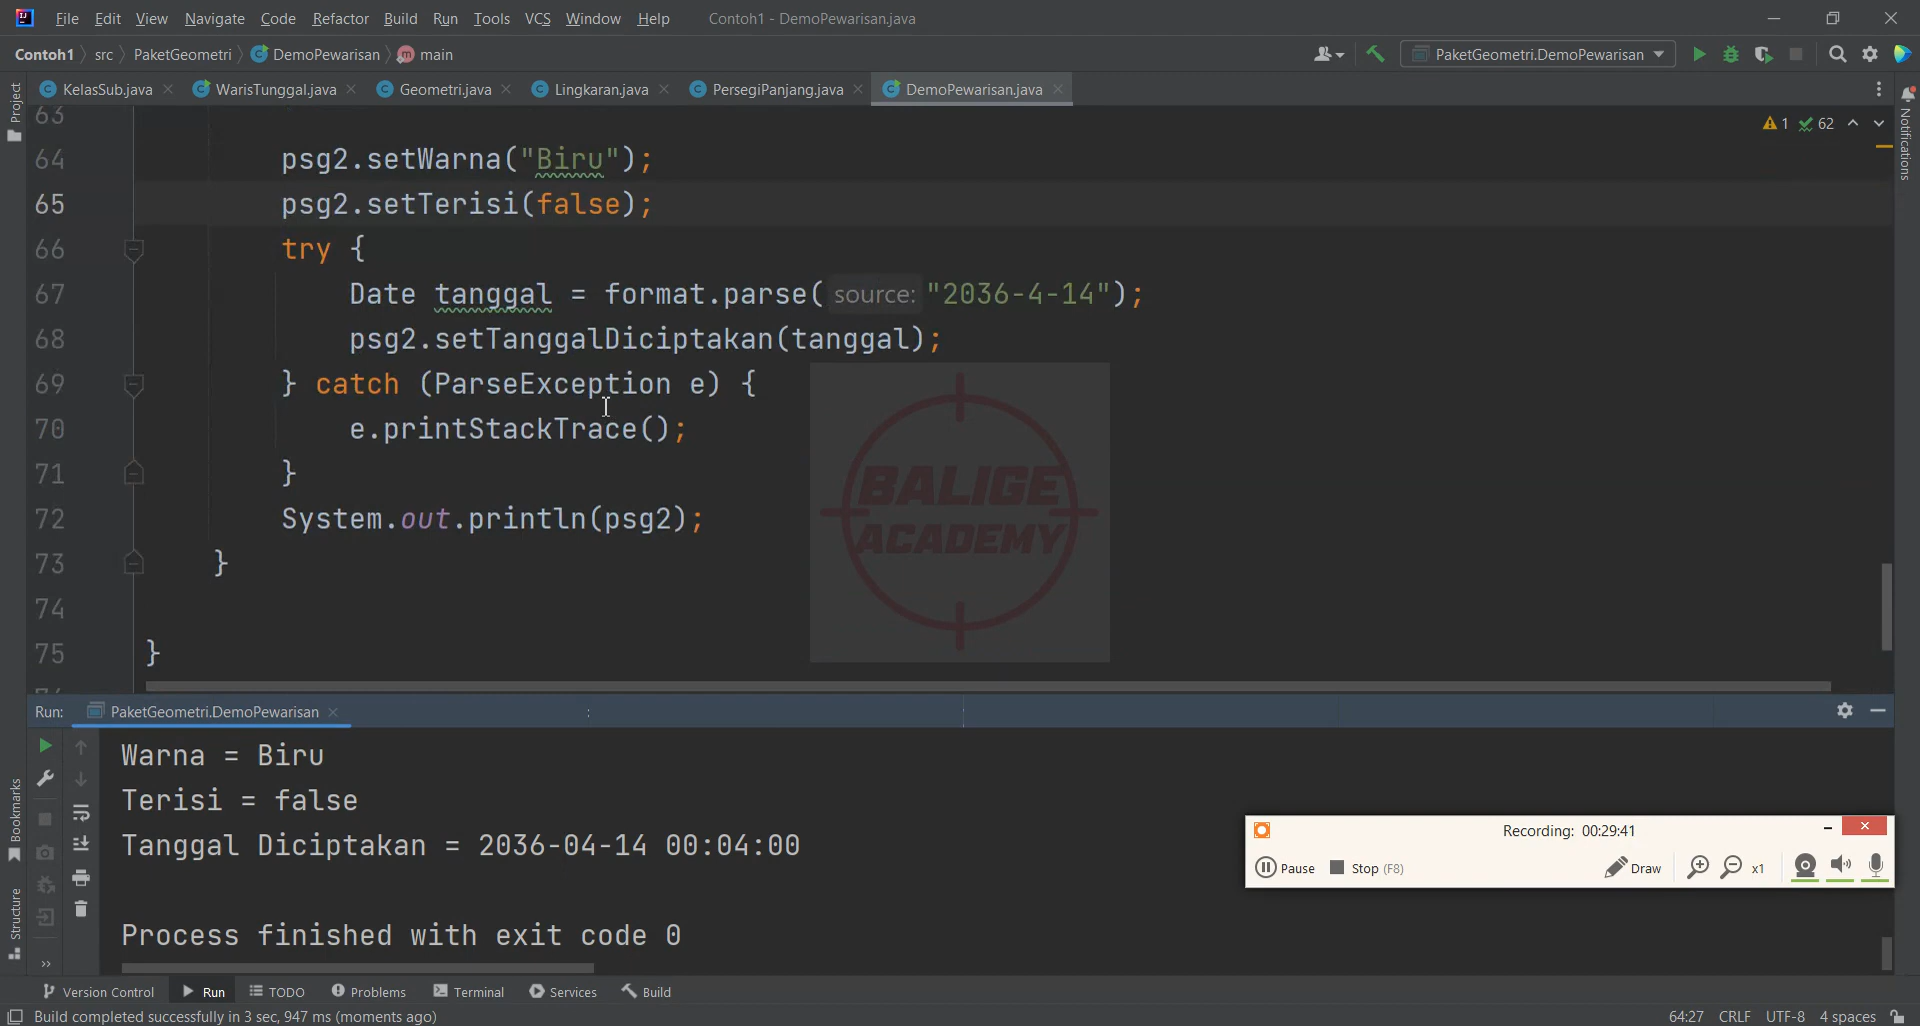 File Edit View Navigate Code Refactor Build Run Tools VCS Window Help Contoh1 - DemoPewarisan.java
Contoh1 src PaketGeometri DemoPewarisan main PaketGeometri.DemoPewarisan
KelasSub.java WarisTunggal.java Geometri.java Lingkaran.java PersegiPanjang.java DemoPewarisan.java
Project
Notifications
1 62
63
64 psg2.setWarna("Biru");
65 psg2.setTerisi(false);
66 try {
67 Date tanggal = format.parse( source: "2036-4-14");
68 psg2.setTanggalDiciptakan(tanggal);
69 } catch (ParseException e) {
70 e.printStackTrace();
71 }
72 System.out.println(psg2);
73 }
74
75 }
BALIGE
ACADEMY
Run: PaketGeometri.DemoPewarisan
Warna = Biru
Terisi = false
Tanggal Diciptakan = 2036-04-14 00:04:00
Process finished with exit code 0
Bookmarks
Structure
Recording: 00:29:41
Pause Stop (F8) Draw x1
Version Control Run TODO Problems Terminal Services Build
Build completed successfully in 3 sec, 947 ms (moments ago) 64:27 CRLF UTF-8 4 spaces